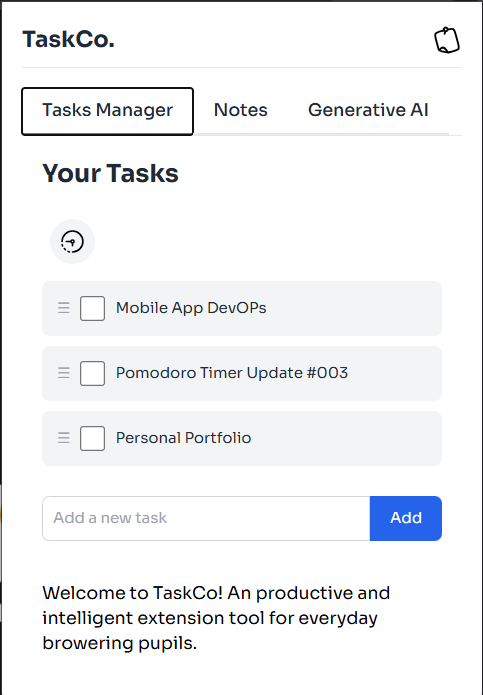 TaskCo.
Tasks Manager Notes Generative AI
Your Tasks
Mobile App DevOPs
Pomodoro Timer Update #003
Personal Portfolio
Add a new task Add
Welcome to TaskCo! An productive and
intelligent extension tool for everyday
browering pupils.